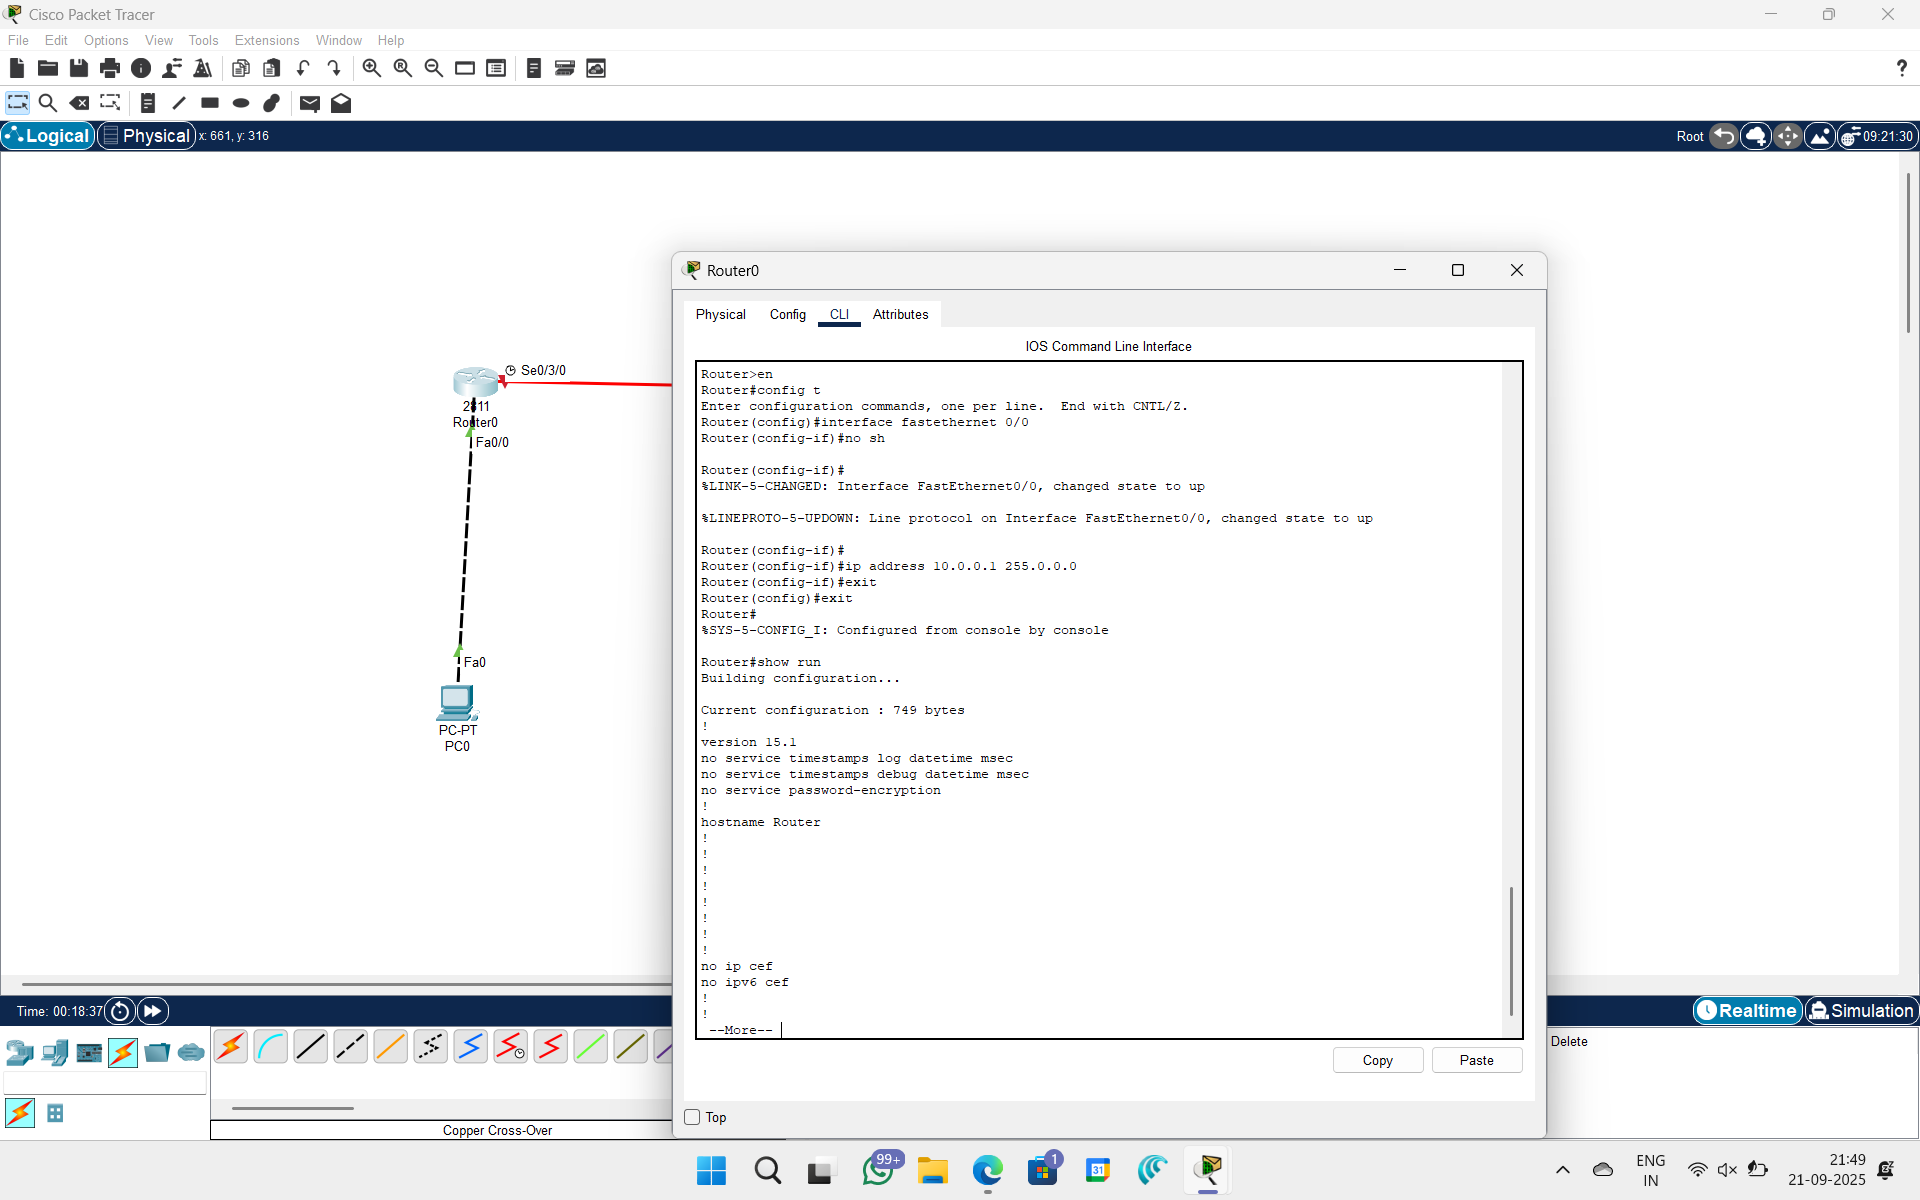 Cisco Packet Tracer
File Edit Options View Tools Extensions Window Help
?
Logical Physical x: 661, y: 316 Root 09:21:30
Se0/3/0
2811
Router0
Fa0/0
Fa0
PC-PT
PC0
Router0
Physical Config CLI Attributes
IOS Command Line Interface
Router>en
Router#config t
Enter configuration commands, one per line.  End with CNTL/Z.
Router(config)#interface fastethernet 0/0
Router(config-if)#no sh
Router(config-if)#
%LINK-5-CHANGED: Interface FastEthernet0/0, changed state to up
%LINEPROTO-5-UPDOWN: Line protocol on Interface FastEthernet0/0, changed state to up
Router(config-if)#
Router(config-if)#ip address 10.0.0.1 255.0.0.0
Router(config-if)#exit
Router(config)#exit
Router#
%SYS-5-CONFIG_I: Configured from console by console
Router#show run
Building configuration...
Current configuration : 749 bytes
!
version 15.1
no service timestamps log datetime msec
no service timestamps debug datetime msec
no service password-encryption
!
hostname Router
!
!
!
!
!
!
!
!
no ip cef
no ipv6 cef
!
!
--More--
Copy Paste
Top
Time: 00:18:37
Realtime Simulation
Delete
Copper Cross-Over
99+
1
31
ENG
IN
21:49
21-09-2025